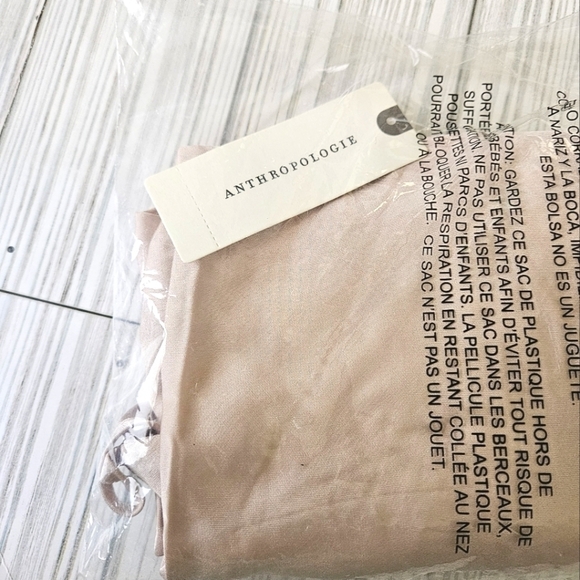 ANTHROPOLOGIE
A NARIZ Y LA BOCA,
ESTA BOLSA NO ES UN JUGUETE.
GARDEZ CE SAC DE PLASTIQUE HORS DE
BÉBÉS ET ENFANTS AFIN D'ÉVITER TOUT RISQUE DE
NE PAS UTILISER CE SAC DANS LES BERCEAUX,
NI PARCS D'ENFANTS. LA PELLICULE PLASTIQUE
BLOQUER LA RESPIRATION EN RESTANT COLLÉE AU NEZ
OU À LA BOUCHE. CE SAC N'EST PAS UN JOUET.